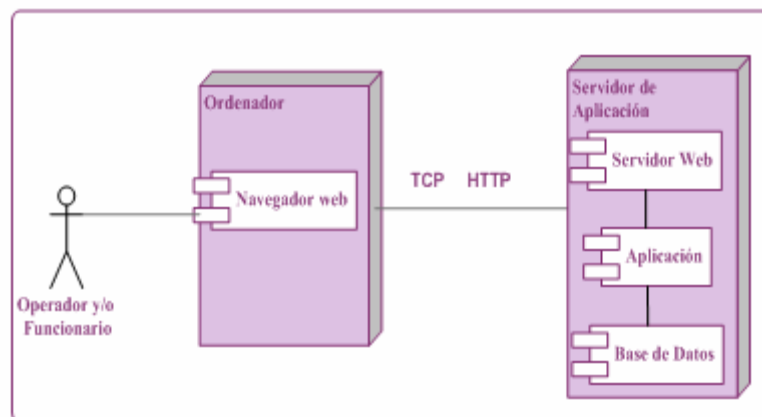 Operador y/o
Funcionario
Ordenador
Navegador web
TCP HTTP
Servidor de
Aplicación
Servidor Web
Aplicación
Base de Datos